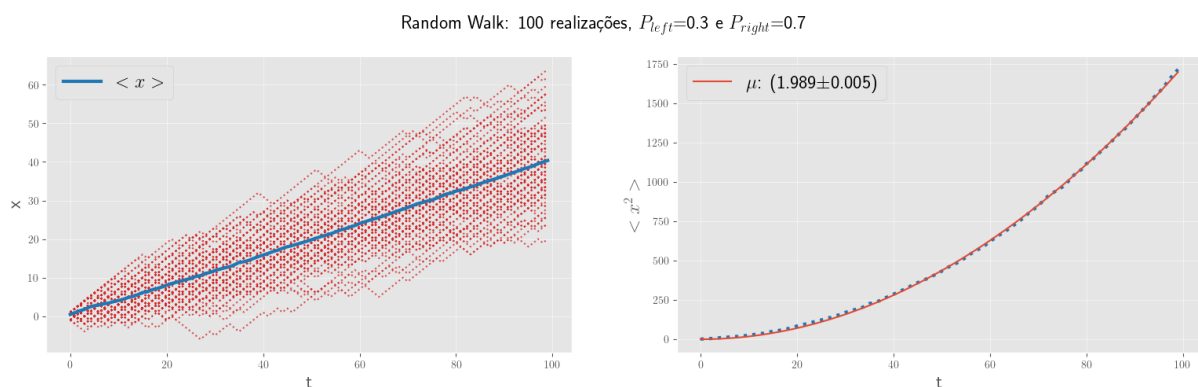 Random Walk: 100 realizações, P_left=0.3 e P_right=0.7
< x >
60
50
40
30
20
10
0
x
0 20 40 60 80 100
t
μ: (1.989±0.005)
1750
1500
1250
1000
750
500
250
0
< x² >
0 20 40 60 80 100
t